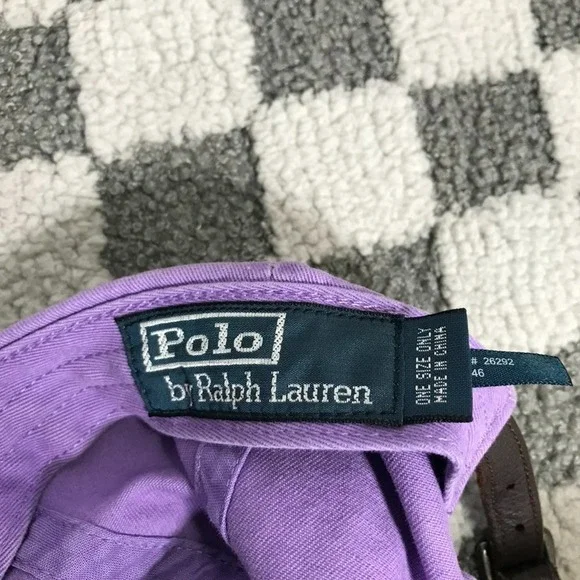 Polo
by Ralph Lauren
ONE SIZE ONLY
MADE IN CHINA
# 26292
46